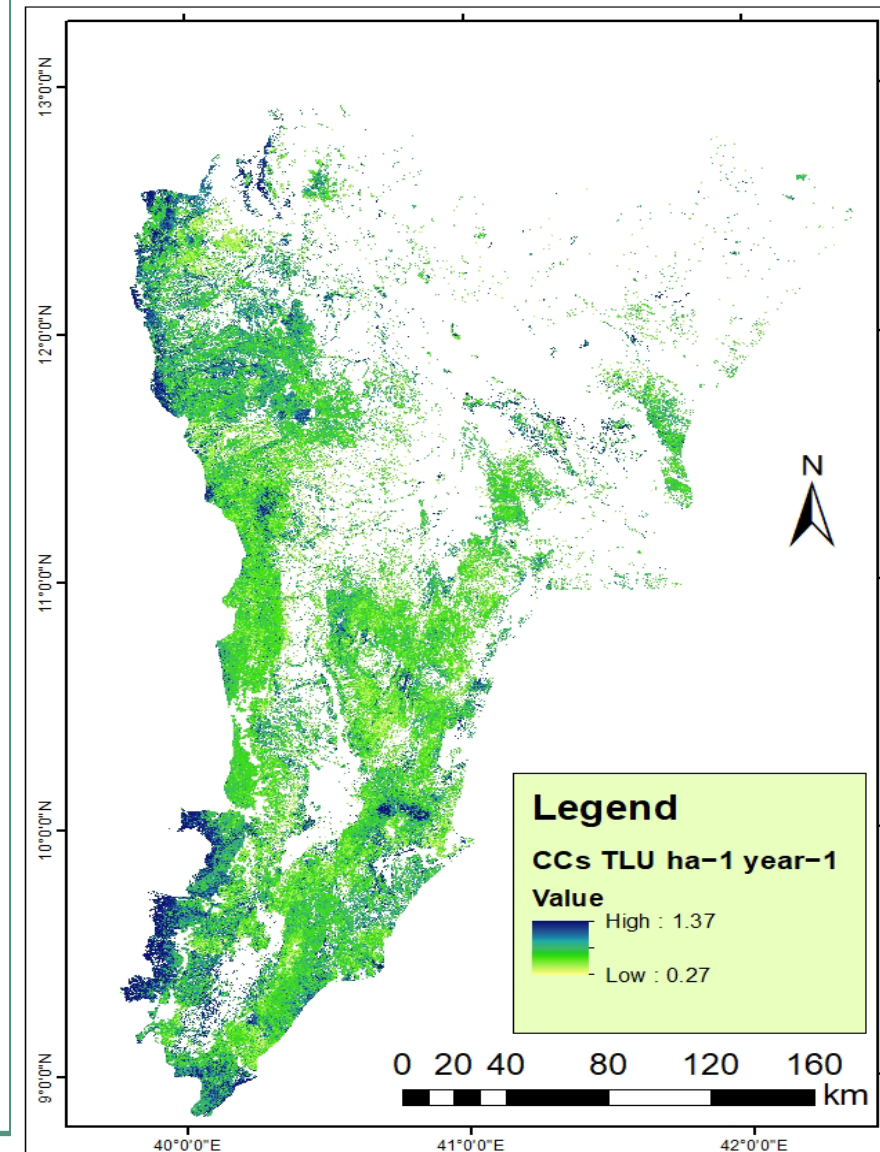 13°0'0"N
12°0'0"N
11°0'0"N
10°0'0"N
9°0'0"N
N
Legend
CCs TLU ha−1 year−1
Value
High : 1.37
Low : 0.27
0 20 40 80 120 160
km
40°0'0"E 41°0'0"E 42°0'0"E